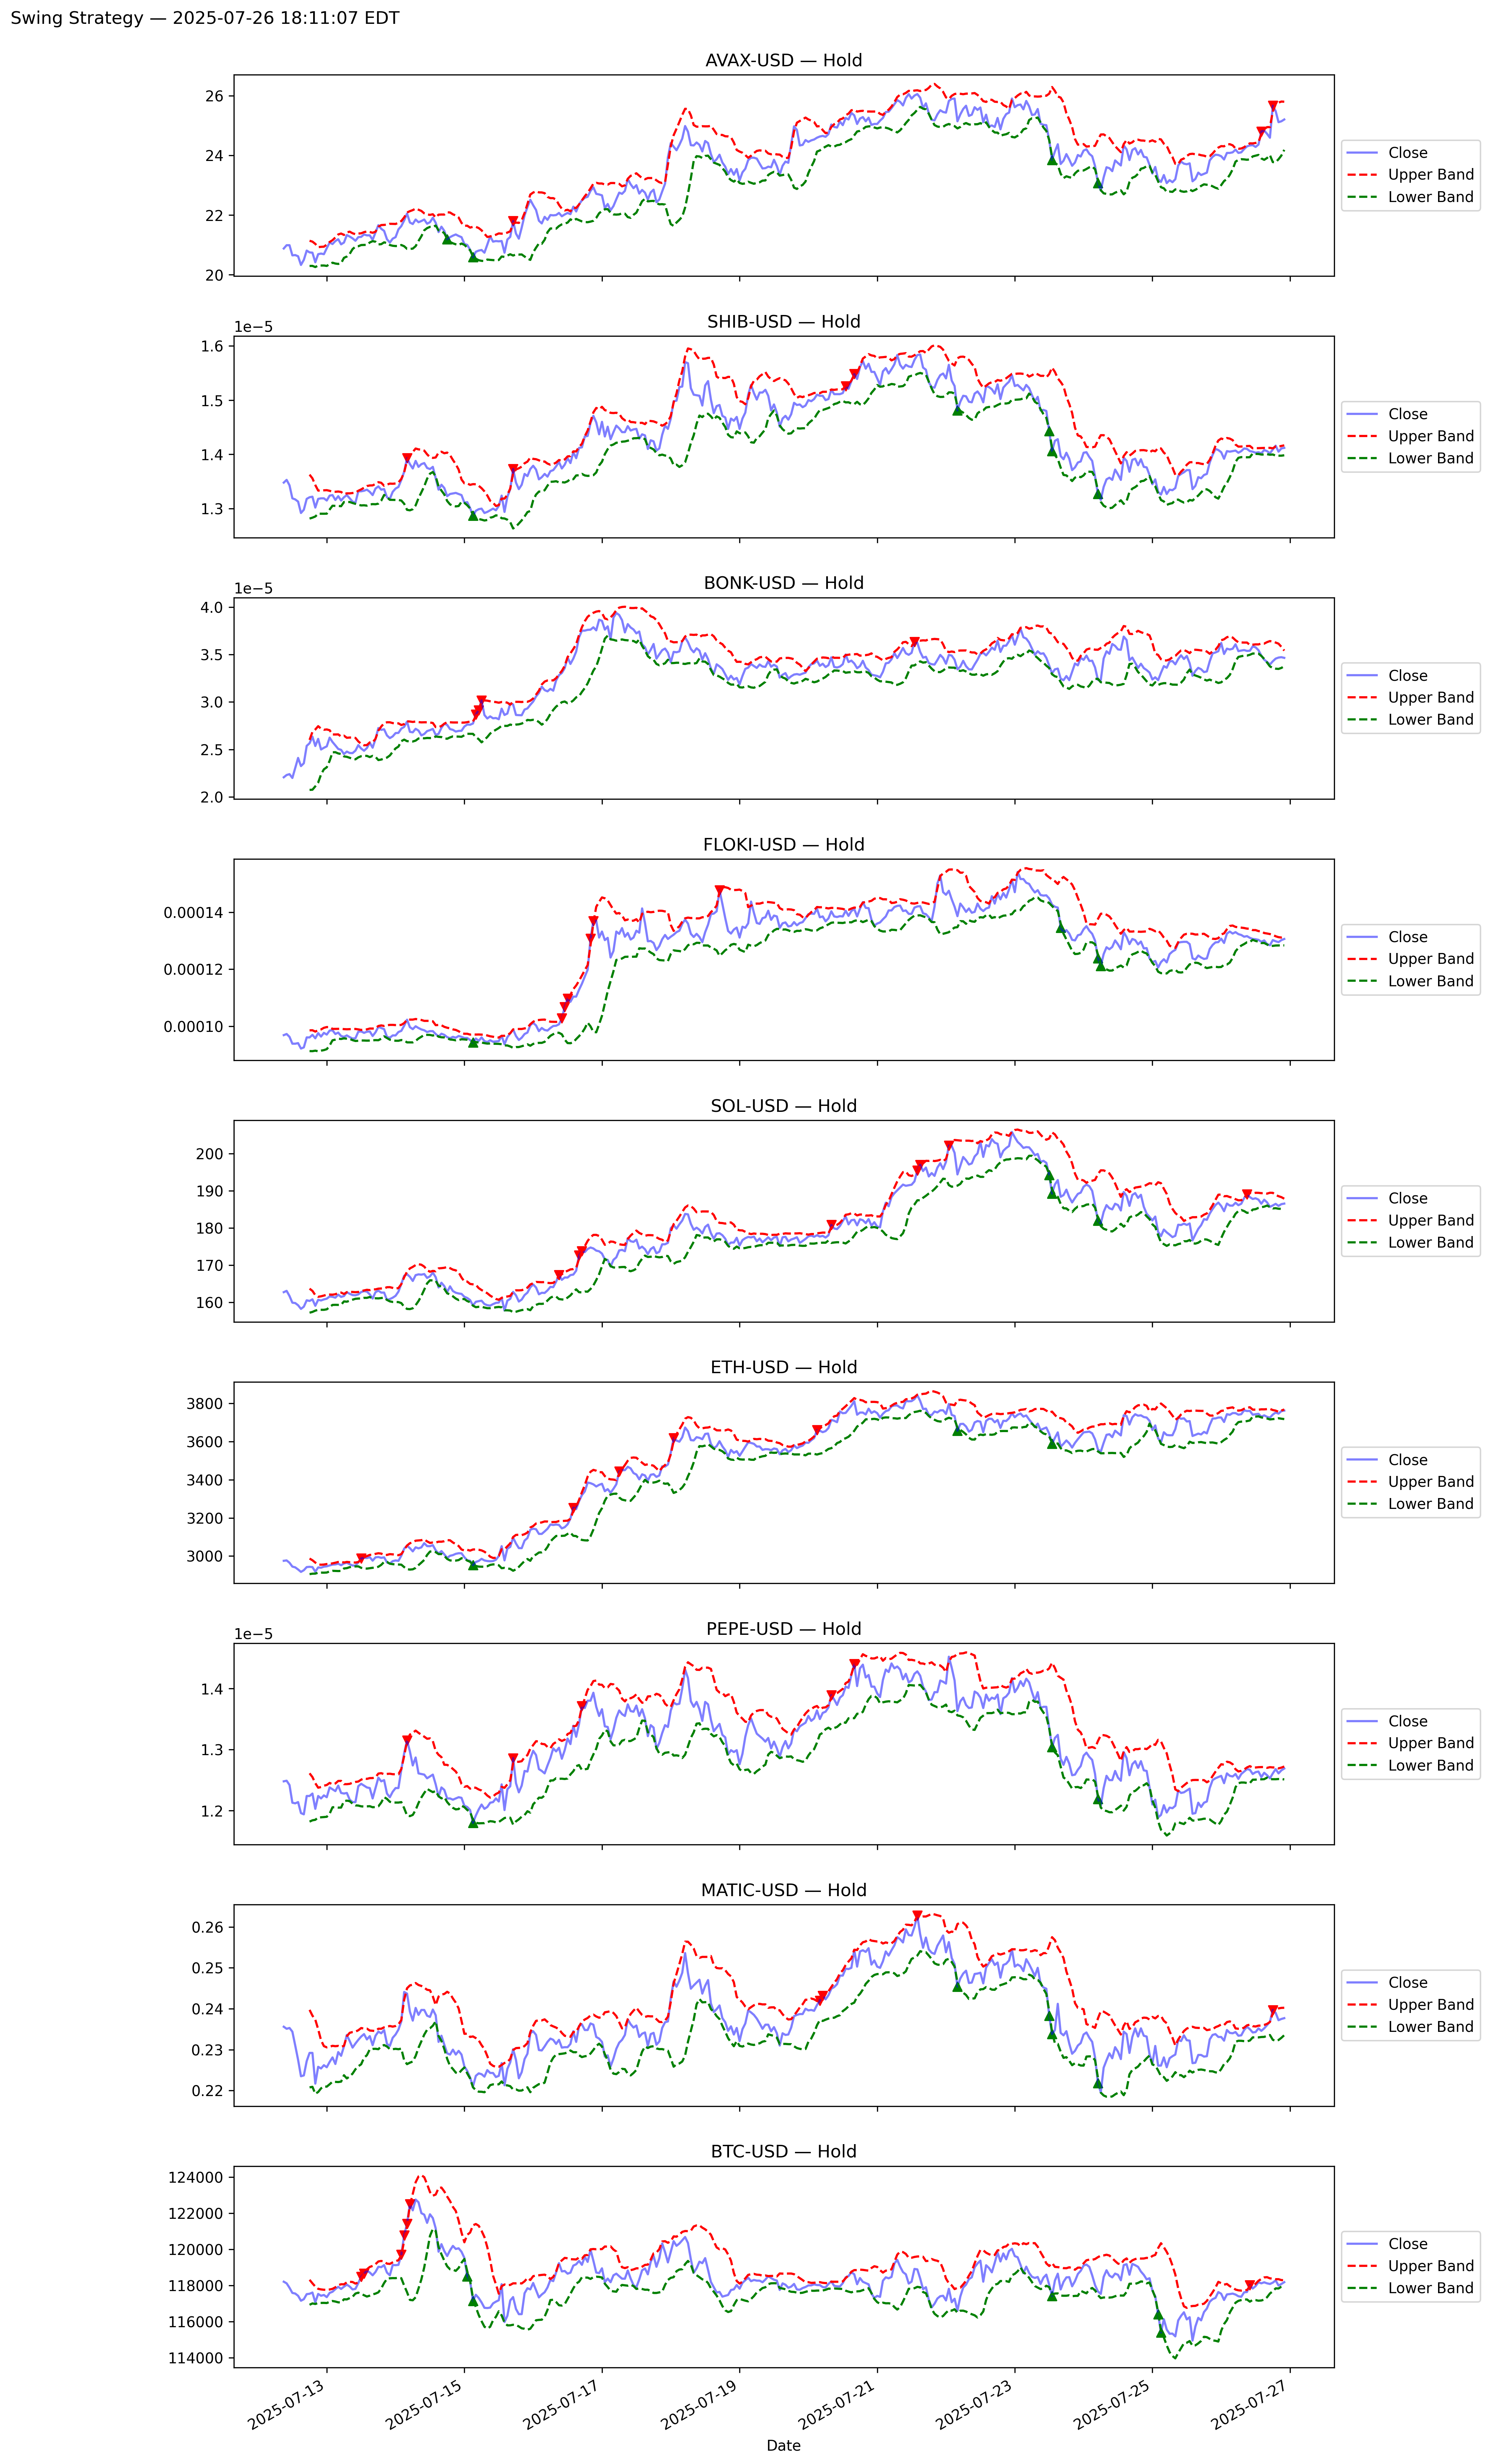 Swing Strategy — 2025-07-26 18:11:07 EDT
AVAX-USD — Hold
26
24
22
20
Close
Upper Band
Lower Band
1e−5
SHIB-USD — Hold
1.6
1.5
1.4
1.3
Close
Upper Band
Lower Band
1e−5
BONK-USD — Hold
4.0
3.5
3.0
2.5
2.0
Close
Upper Band
Lower Band
FLOKI-USD — Hold
0.00014
0.00012
0.00010
Close
Upper Band
Lower Band
SOL-USD — Hold
200
190
180
170
160
Close
Upper Band
Lower Band
ETH-USD — Hold
3800
3600
3400
3200
3000
Close
Upper Band
Lower Band
1e−5
PEPE-USD — Hold
1.4
1.3
1.2
Close
Upper Band
Lower Band
MATIC-USD — Hold
0.26
0.25
0.24
0.23
0.22
Close
Upper Band
Lower Band
BTC-USD — Hold
124000
122000
120000
118000
116000
114000
Close
Upper Band
Lower Band
2025-07-13
2025-07-15
2025-07-17
2025-07-19
2025-07-21
2025-07-23
2025-07-25
2025-07-27
Date